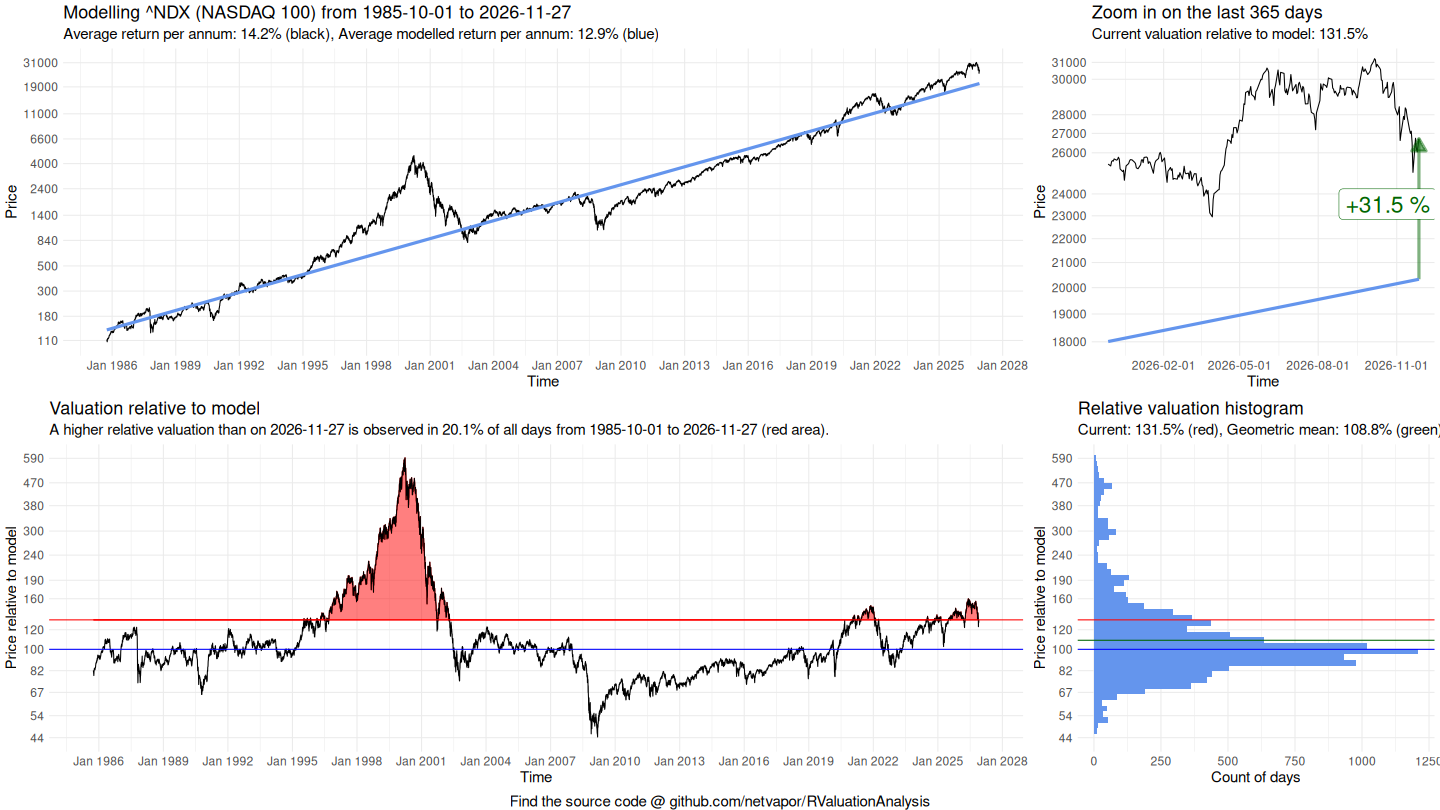 Modelling ^NDX (NASDAQ 100) from 1985-10-01 to 2026-11-27
Average return per annum: 14.2% (black), Average modelled return per annum: 12.9% (blue)
31000
19000
11000
6600
4000
2400
1400
840
500
300
180
110
Price
Jan 1986 Jan 1989 Jan 1992 Jan 1995 Jan 1998 Jan 2001 Jan 2004 Jan 2007 Jan 2010 Jan 2013 Jan 2016 Jan 2019 Jan 2022 Jan 2025 Jan 2028
Time
Zoom in on the last 365 days
Current valuation relative to model: 131.5%
31000
30000
28000
27000
26000
24000
23000
22000
21000
20000
19000
18000
Price
+31.5 %
2026-02-01 2026-05-01 2026-08-01 2026-11-01
Time
Valuation relative to model
A higher relative valuation than on 2026-11-27 is observed in 20.1% of all days from 1985-10-01 to 2026-11-27 (red area).
590
470
380
300
240
190
160
120
100
82
67
54
44
Price relative to model
Jan 1986 Jan 1989 Jan 1992 Jan 1995 Jan 1998 Jan 2001 Jan 2004 Jan 2007 Jan 2010 Jan 2013 Jan 2016 Jan 2019 Jan 2022 Jan 2025 Jan 2028
Time
Relative valuation histogram
Current: 131.5% (red), Geometric mean: 108.8% (green)
590
470
380
300
240
190
160
120
100
82
67
54
44
Price relative to model
0 250 500 750 1000 1250
Count of days
Find the source code @ github.com/netvapor/RValuationAnalysis